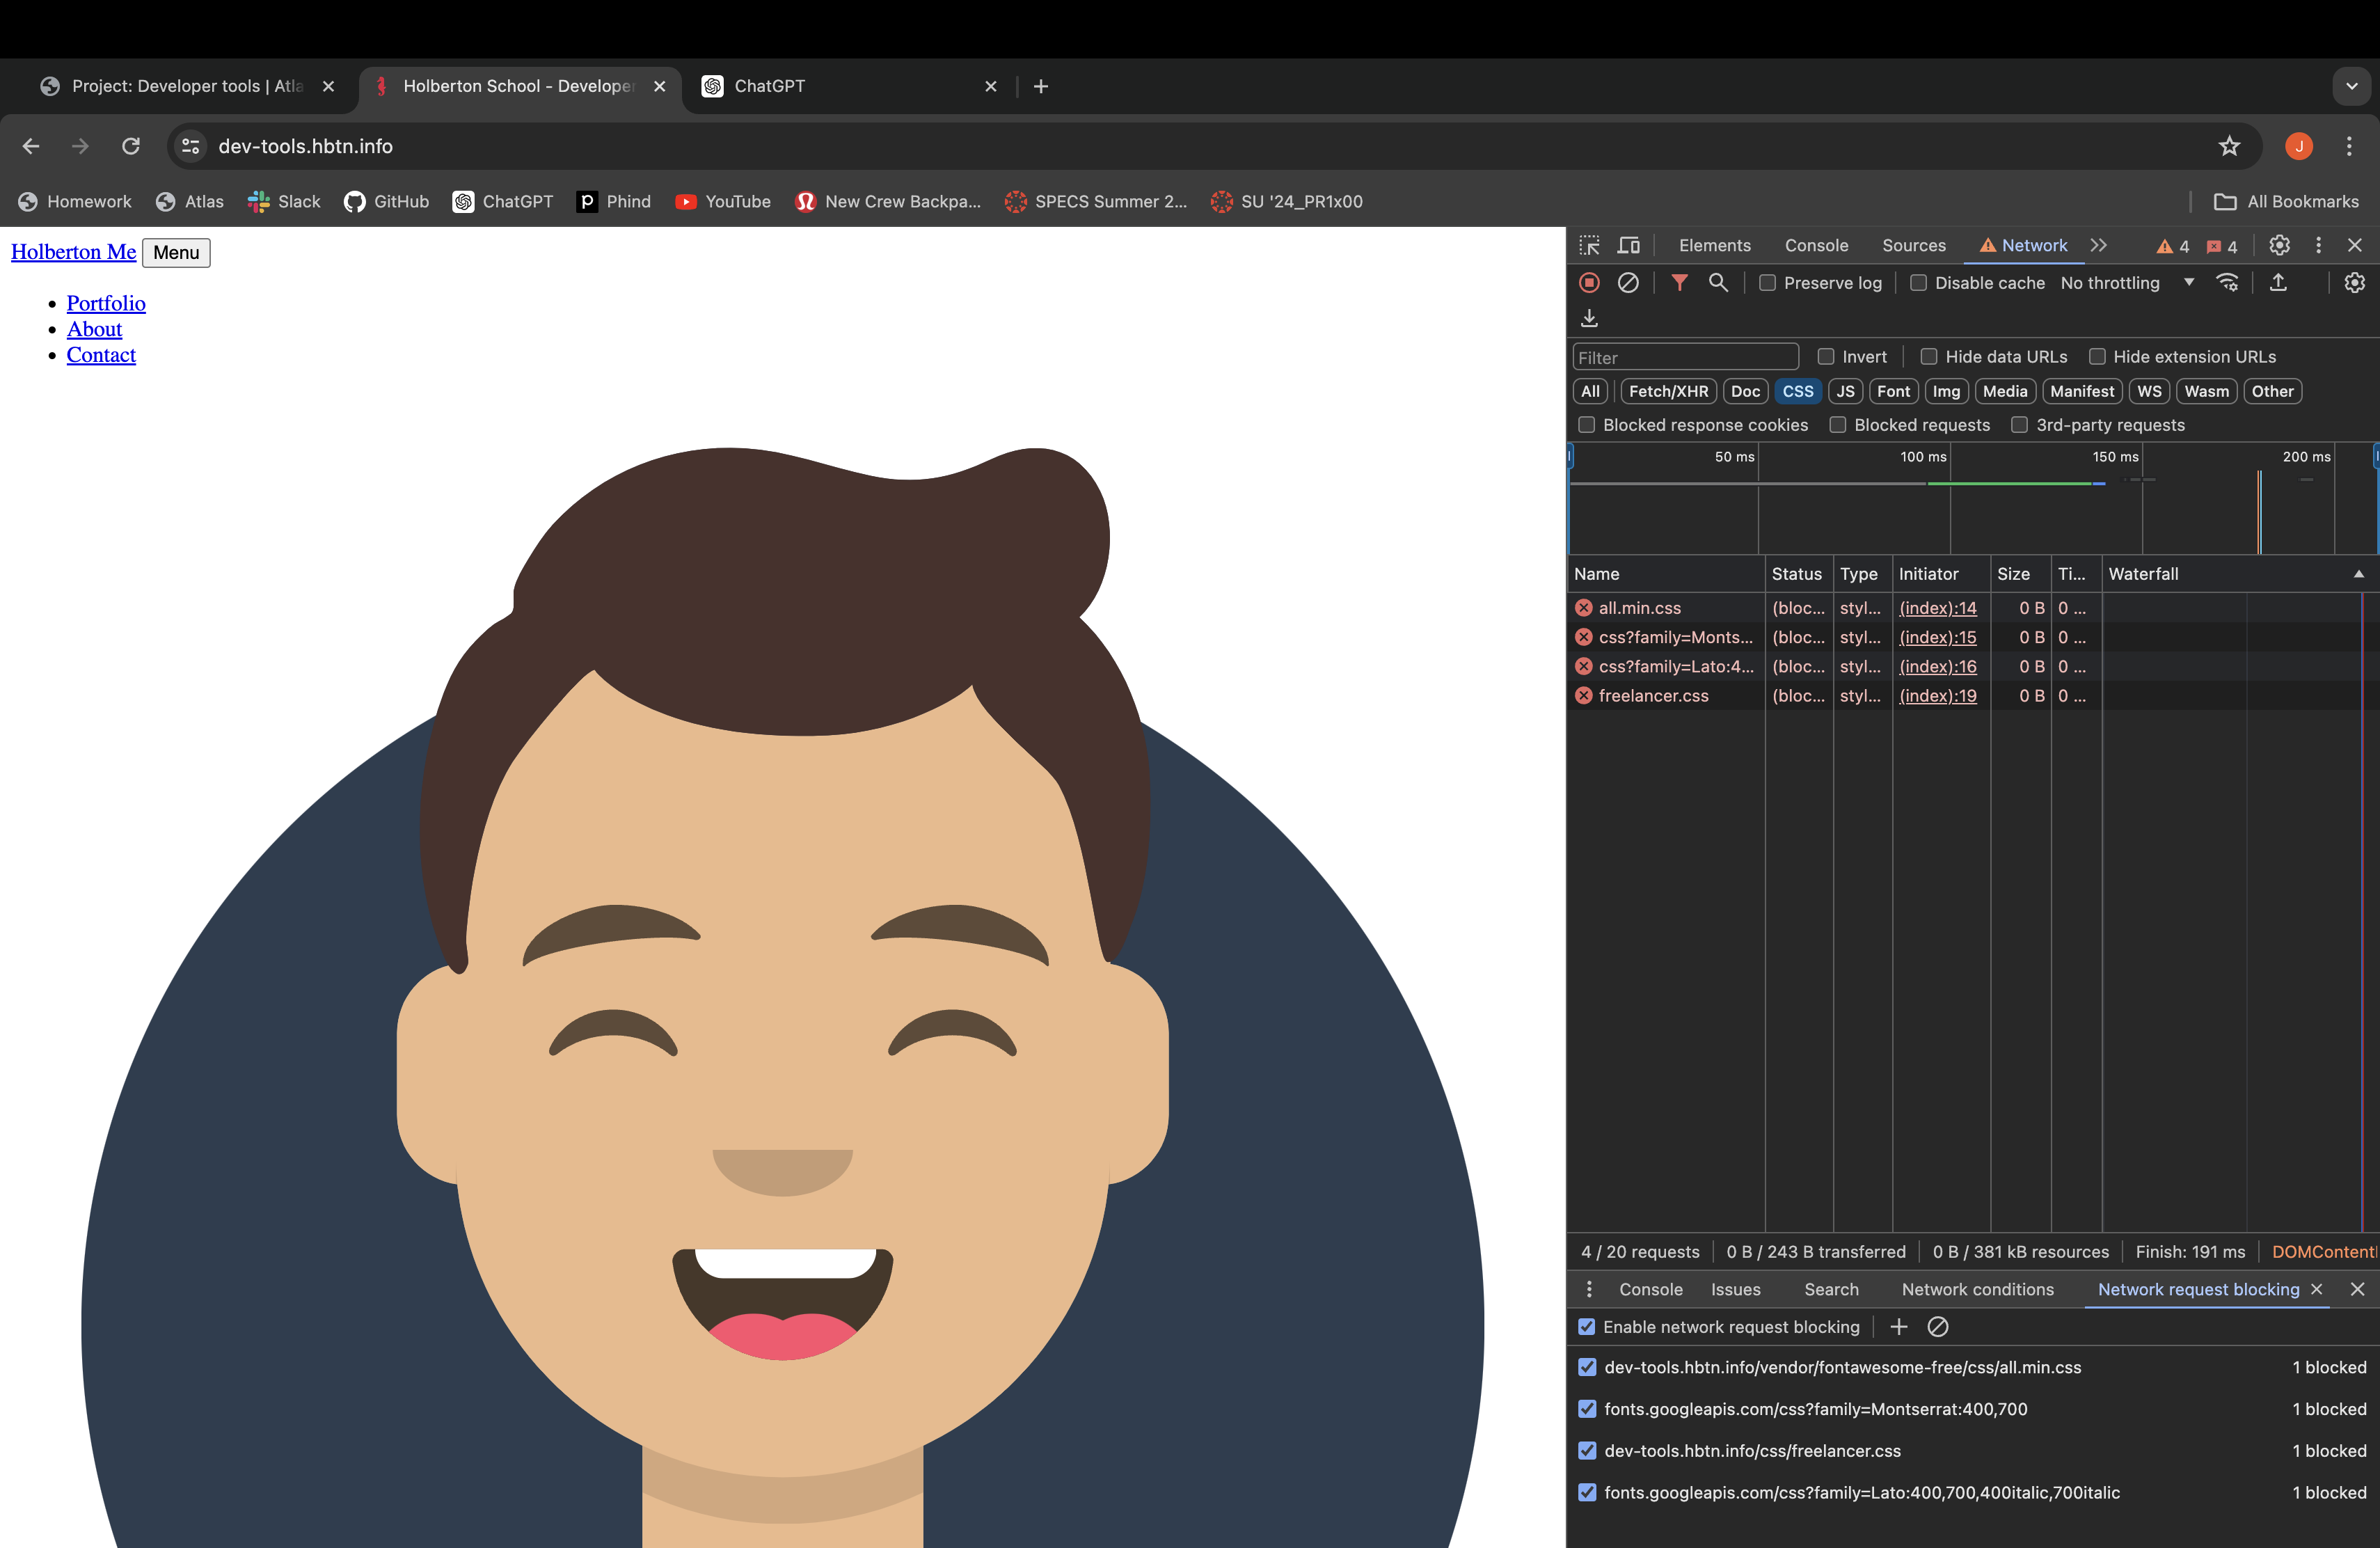 Project: Developer tools | Atla
Holberton School - Developer
ChatGPT
dev-tools.hbtn.info
J
Homework Atlas Slack GitHub ChatGPT Phind YouTube New Crew Backpa... SPECS Summer 2... SU '24_PR1x00 All Bookmarks
Holberton Me Menu
Portfolio
About
Contact
Elements Console Sources Network 4 4
Preserve log Disable cache No throttling
Filter Invert Hide data URLs Hide extension URLs
All Fetch/XHR Doc CSS JS Font Img Media Manifest WS Wasm Other
Blocked response cookies Blocked requests 3rd-party requests
50 ms 100 ms 150 ms 200 ms
Name Status Type Initiator Size Ti... Waterfall
all.min.css (bloc... styl... (index):14 0 B 0 ...
css?family=Monts... (bloc... styl... (index):15 0 B 0 ...
css?family=Lato:4... (bloc... styl... (index):16 0 B 0 ...
freelancer.css (bloc... styl... (index):19 0 B 0 ...
4 / 20 requests 0 B / 243 B transferred 0 B / 381 kB resources Finish: 191 ms DOMContentl
Console Issues Search Network conditions Network request blocking
Enable network request blocking
dev-tools.hbtn.info/vendor/fontawesome-free/css/all.min.css 1 blocked
fonts.googleapis.com/css?family=Montserrat:400,700 1 blocked
dev-tools.hbtn.info/css/freelancer.css 1 blocked
fonts.googleapis.com/css?family=Lato:400,700,400italic,700italic 1 blocked